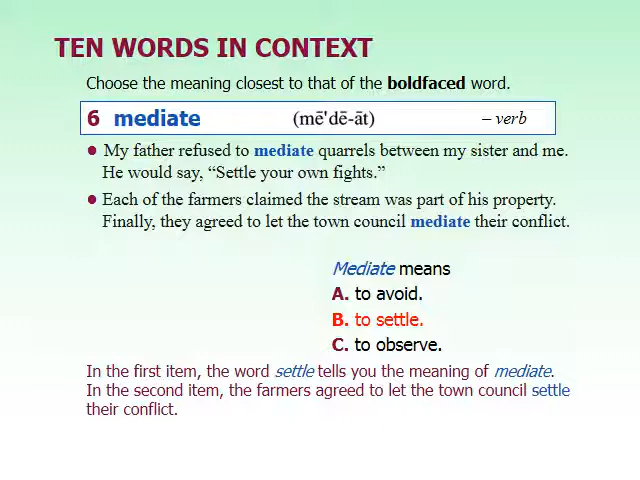 TEN WORDS IN CONTEXT
Choose the meaning closest to that of the boldfaced word.
6 mediate (mē'dē-āt) – verb
• My father refused to mediate quarrels between my sister and me.
He would say, “Settle your own fights.”
• Each of the farmers claimed the stream was part of his property.
Finally, they agreed to let the town council mediate their conflict.
Mediate means
A. to avoid.
B. to settle.
C. to observe.
In the first item, the word settle tells you the meaning of mediate.
In the second item, the farmers agreed to let the town council settle
their conflict.